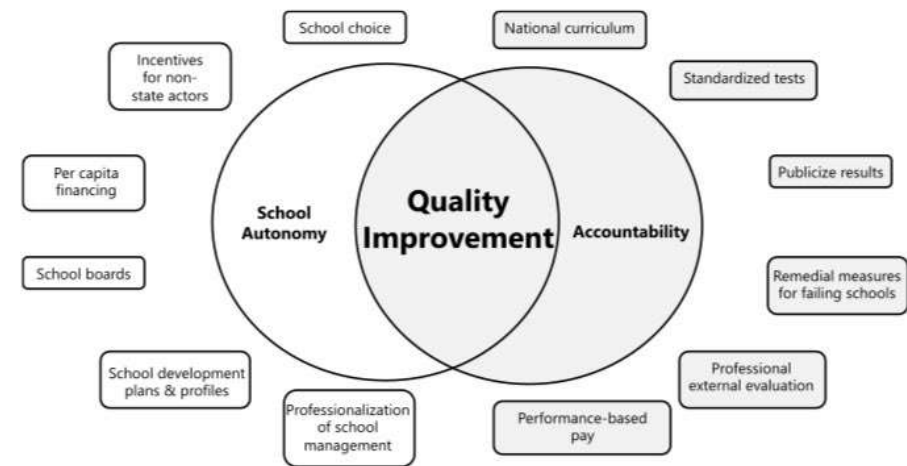 School choice
National curriculum
Incentives
for non-
state actors
Standardized tests
Per capita
financing
Publicize results
School
Autonomy
Quality
Improvement
Accountability
School boards
Remedial measures
for failing schools
School development
plans & profiles
Professional
external evaluation
Professionalization
of school
management
Performance-based
pay